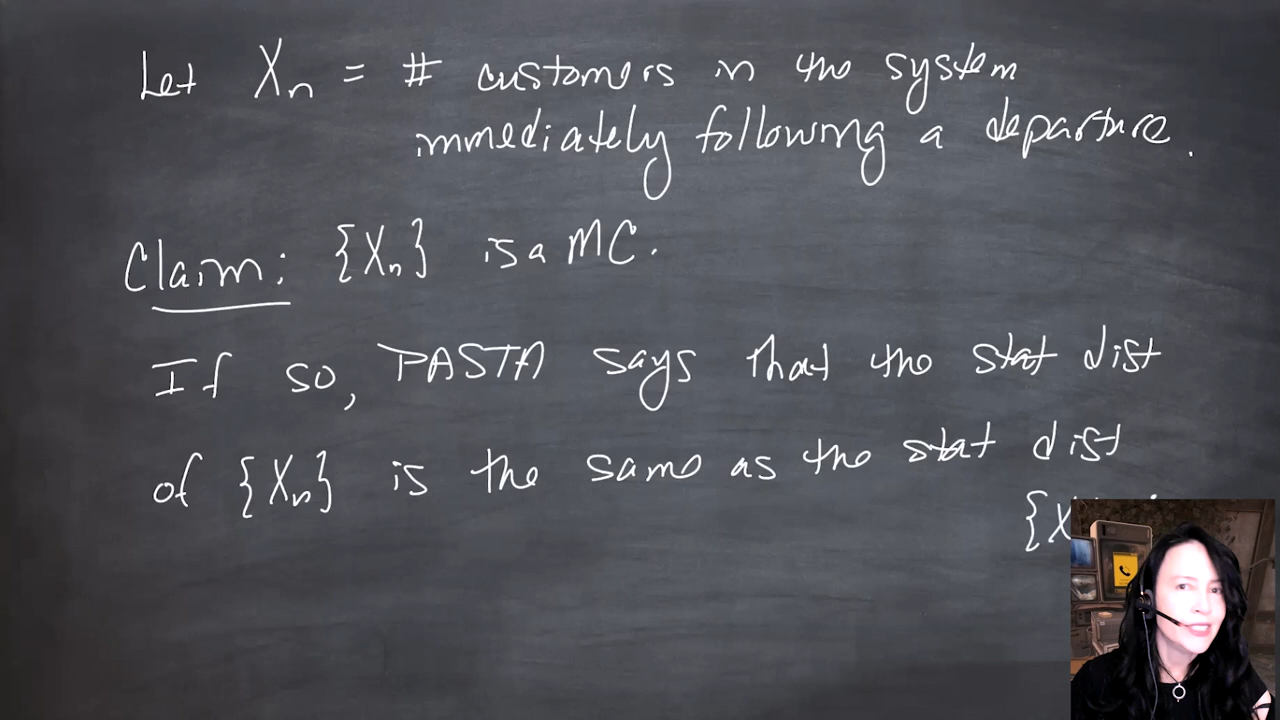 Let Xₙ = # customers in the system
immediately following a departure.
Claim: {Xₙ} is a MC.
If so, PASTA says that the stat dist
of {Xₙ} is the same as the stat dist
{X